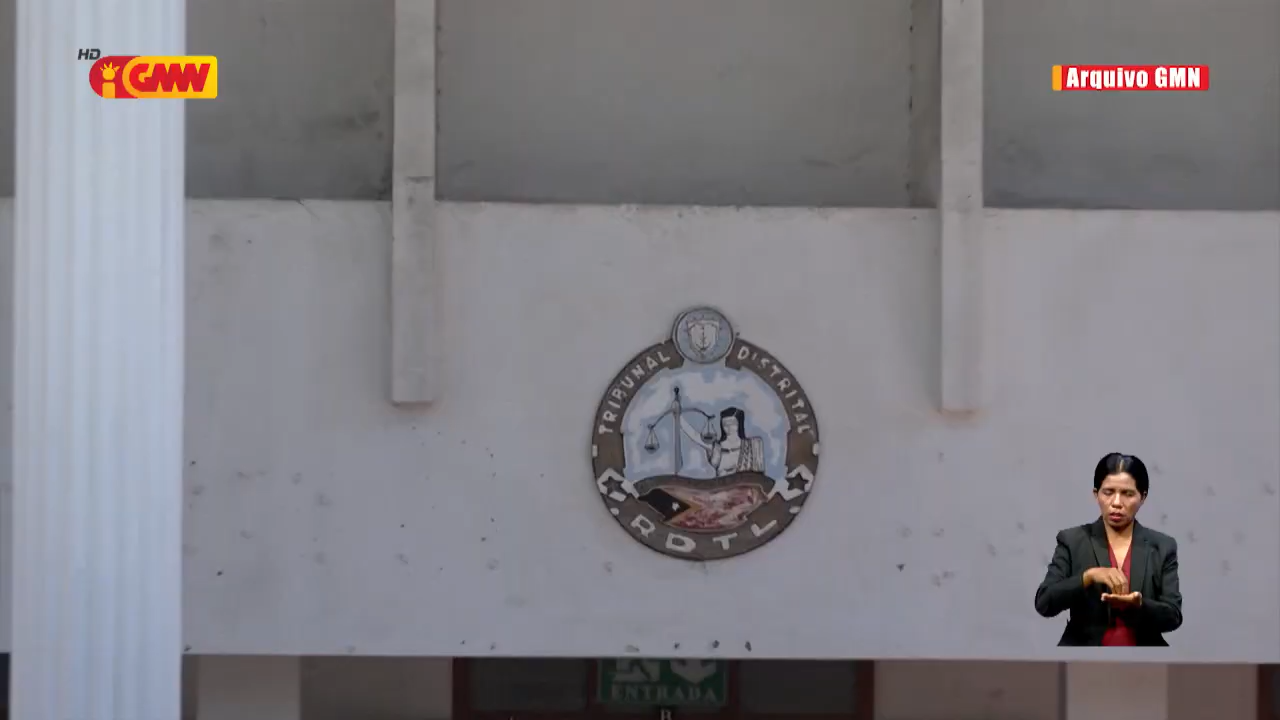 HD
GMN
Arquivo GMN
TRIBUNAL DISTRITAL
RDTL
ENTRADA